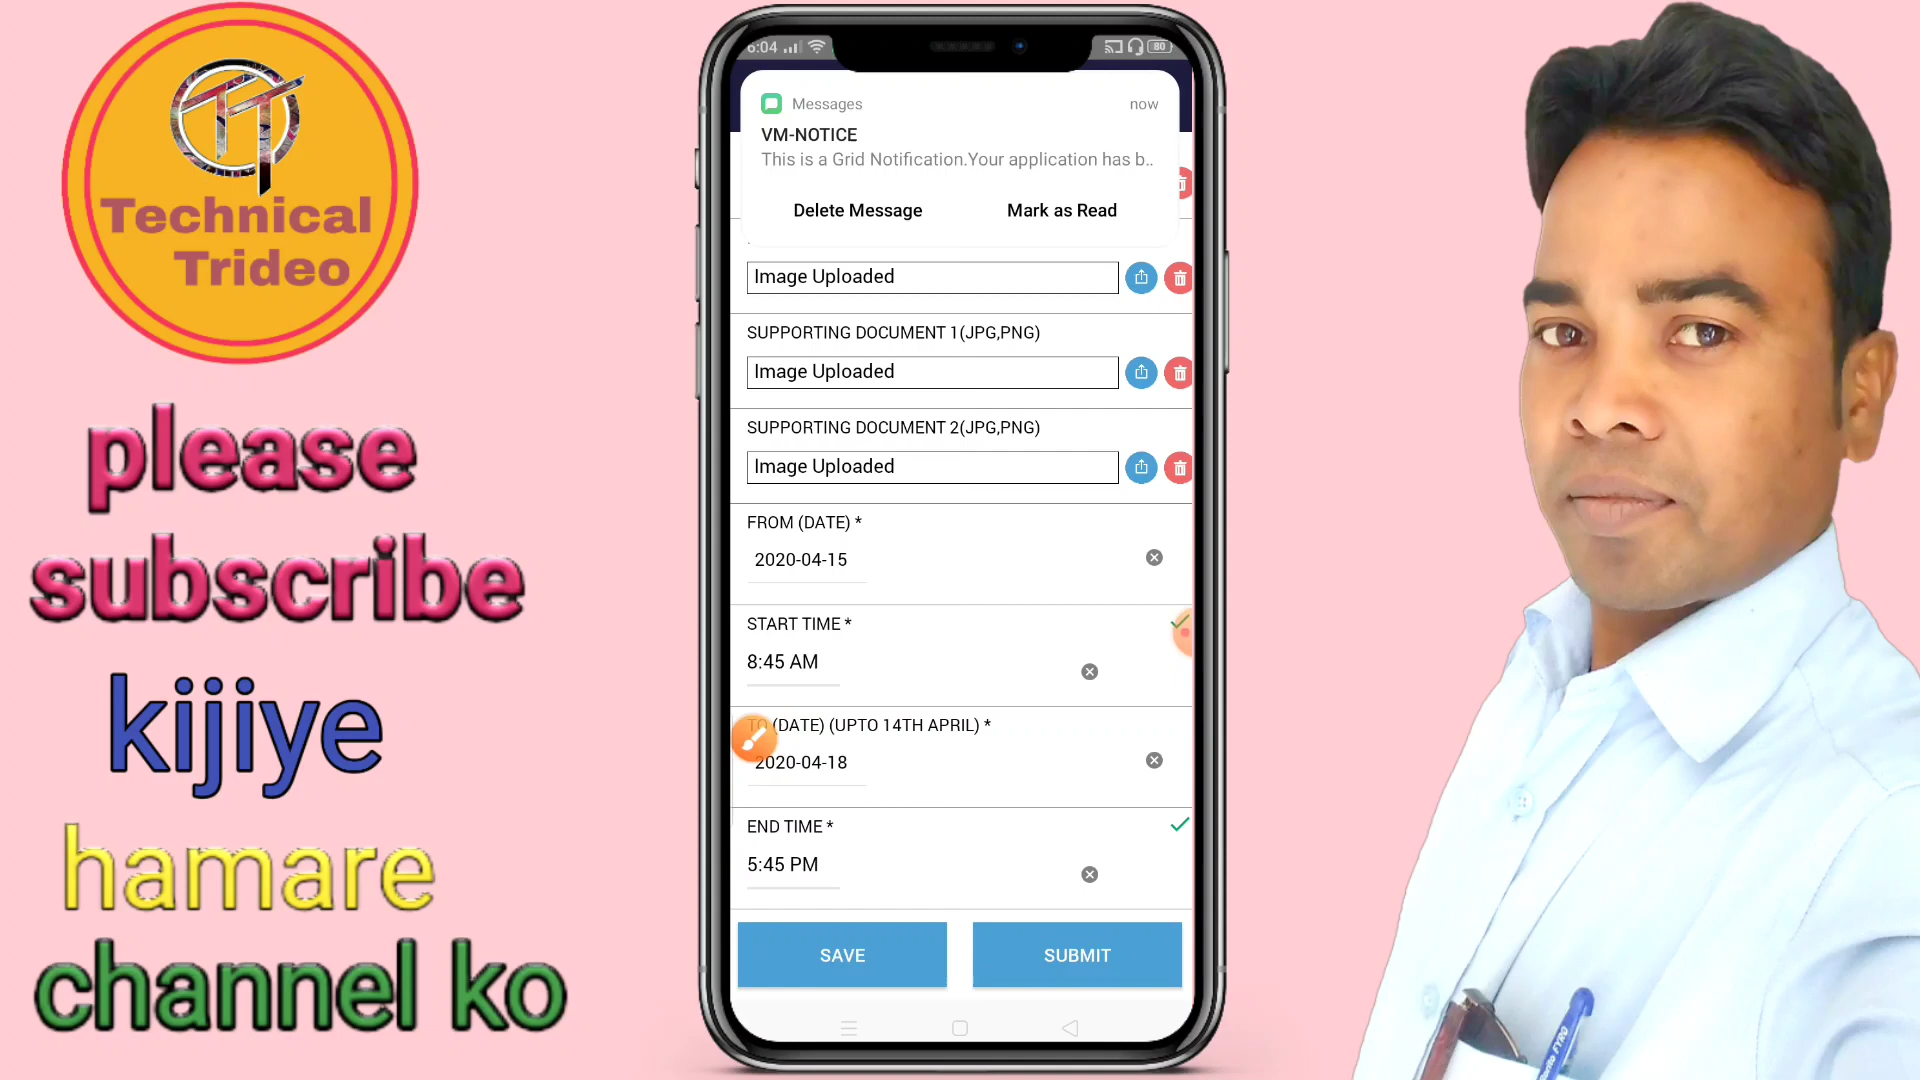 TT
Technical
Trideo
please
subscribe
kijiye
hamare
channel ko
6:04
80
Messages
now
VM-NOTICE
This is a Grid Notification.Your application has b..
Delete Message
Mark as Read
Image Uploaded
SUPPORTING DOCUMENT 1(JPG,PNG)
Image Uploaded
SUPPORTING DOCUMENT 2(JPG,PNG)
Image Uploaded
FROM (DATE) *
2020-04-15
START TIME *
8:45 AM
TO (DATE) (UPTO 14TH APRIL) *
2020-04-18
END TIME *
5:45 PM
SAVE
SUBMIT